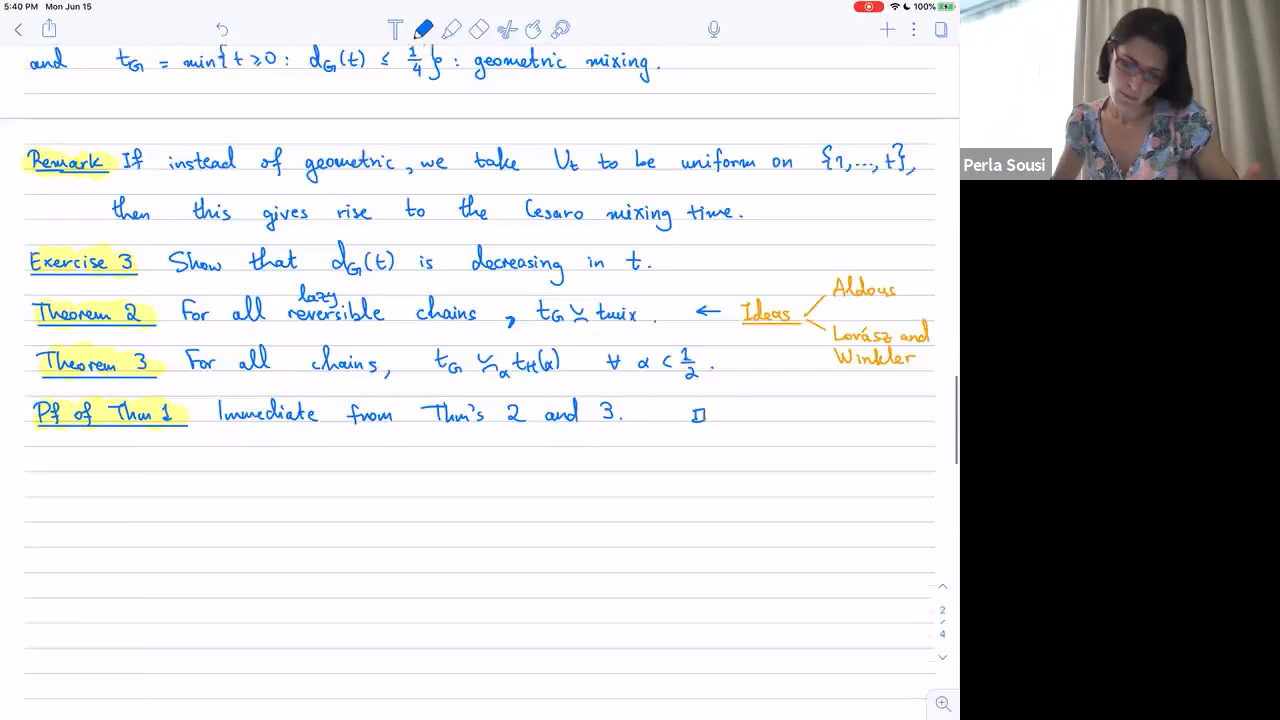 5:40 PM Mon Jun 15
100%
and t_G = min{t ≥ 0 : d_G(t) ≤ 1/4} : geometric mixing.
Remark If instead of geometric, we take U_t to be uniform on {1,...,t},
then this gives rise to the Cesaro mixing time.
Exercise 3 Show that d_G(t) is decreasing in t.
Theorem 2 For all lazy reversible chains, t_G ≍ tmix. ← Ideas
Aldous
Lovász and
Winkler
Theorem 3 For all chains, t_G ≍_α t_H(α) ∀ α < 1/2.
Pf of Thm 1 Immediate from Thm's 2 and 3. □
2
/
4
Perla Sousi